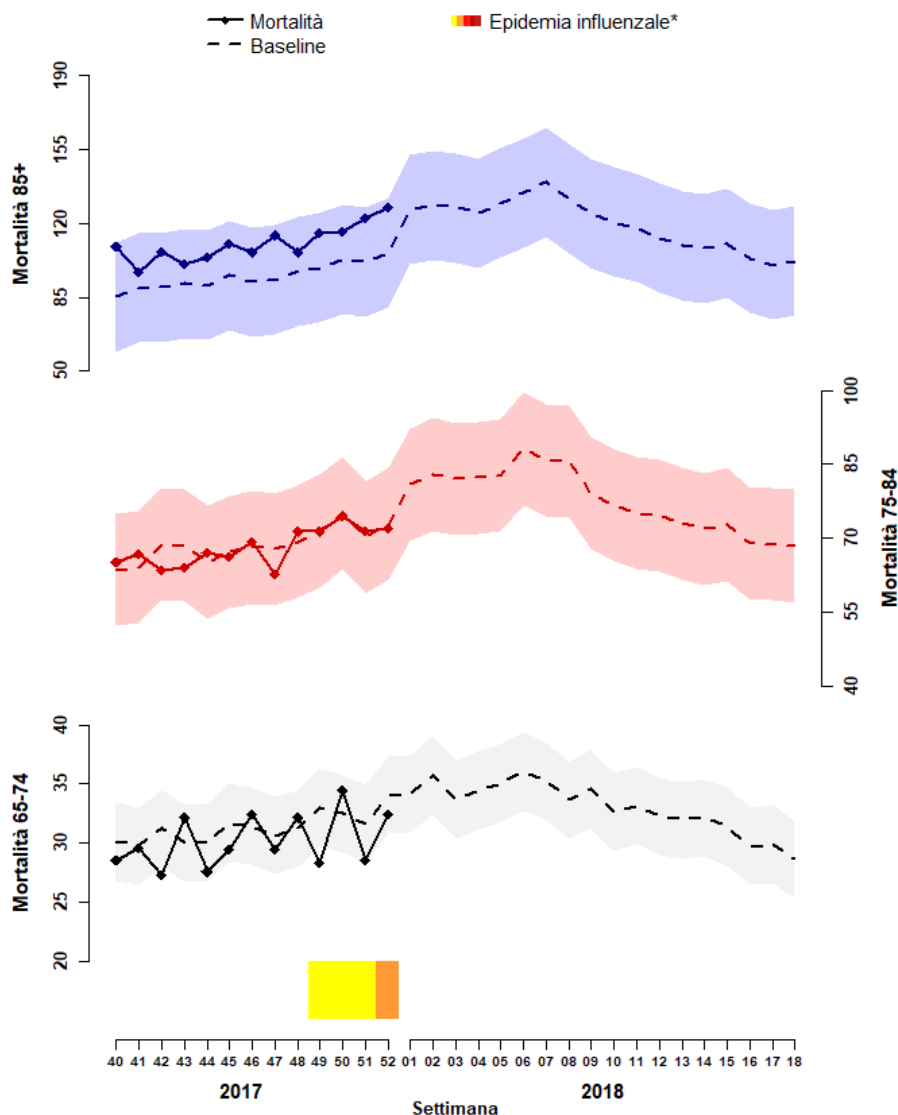 Mortalità
Epidemia influenzale*
Baseline
190
155
120
85
50
Mortalità 85+
100
85
70
55
40
Mortalità 75-84
40
35
30
25
20
Mortalità 65-74
40 41 42 43 44 45 46 47 48 49 50 51 52 01 02 03 04 05 06 07 08 09 10 11 12 13 14 15 16 17 18
2017 2018
Settimana